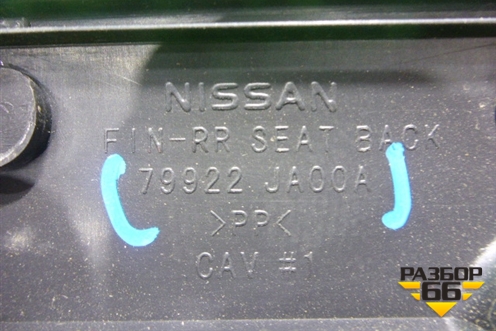 NISSAN
FIN-RR SEAT BACK
79922 JA00A
>PP<
CAV #1
РАЗБОР
66